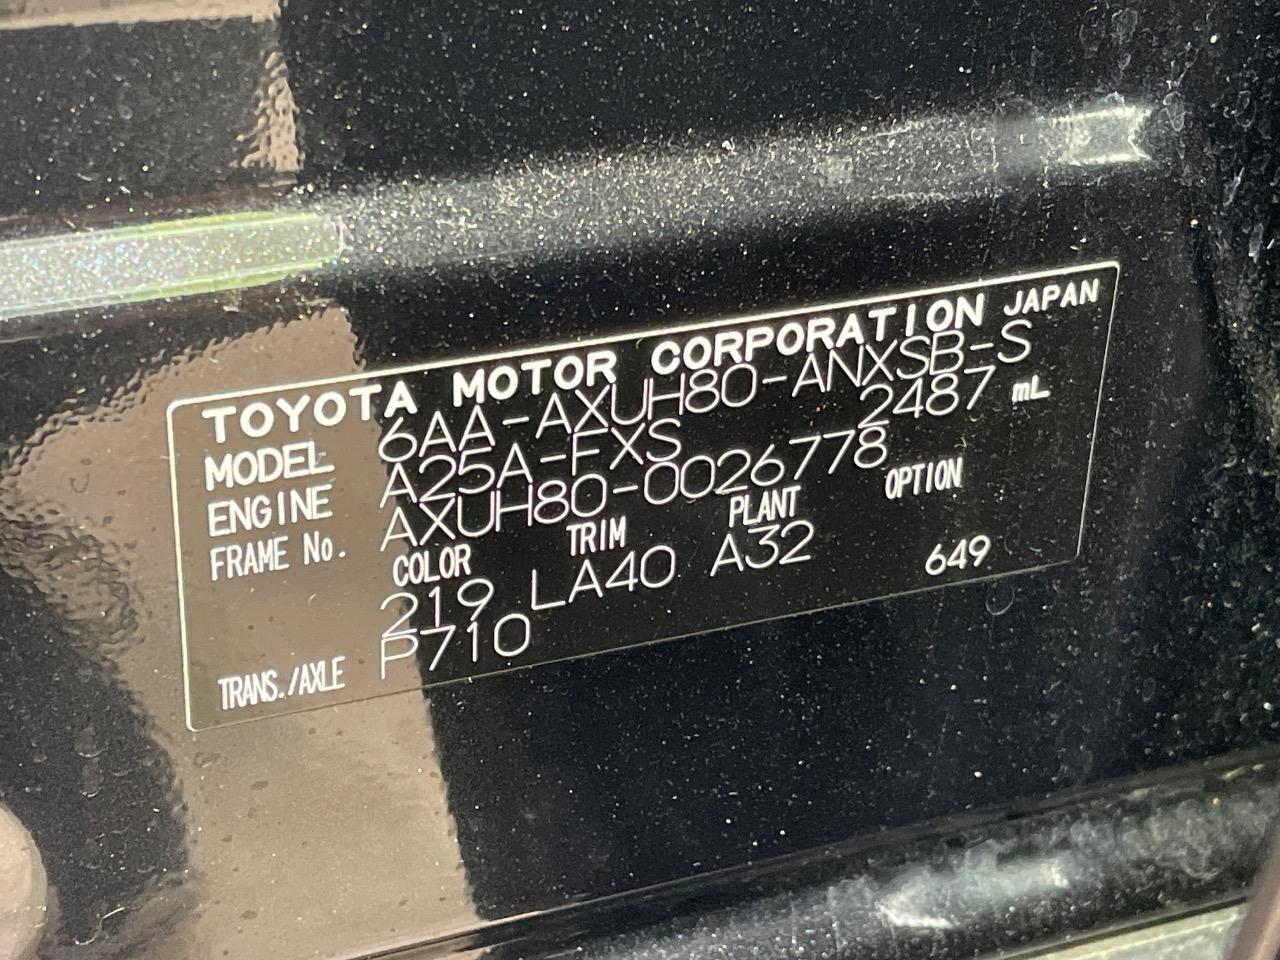 TOYOTA MOTOR CORPORATION JAPAN
MODEL 6AA-AXUH80-ANXSB-S
ENGINE A25A-FXS 2487 mL
FRAME No. AXUH80-0026778
COLOR TRIM PLANT OPTION
219 LA40 A32 649
TRANS./AXLE P710